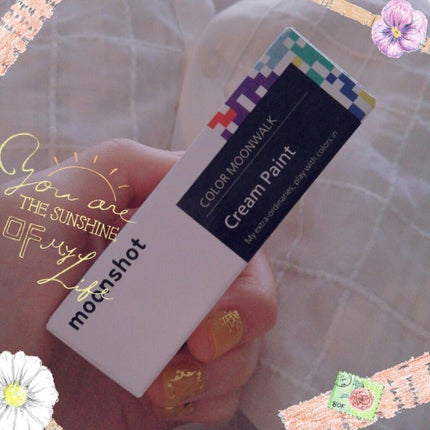 COLOR MOONWALK
Cream Paint
My extra-ordinaries, play with colors in
moonshot
You are
THE SUNSHINE
OF my
Life
80F